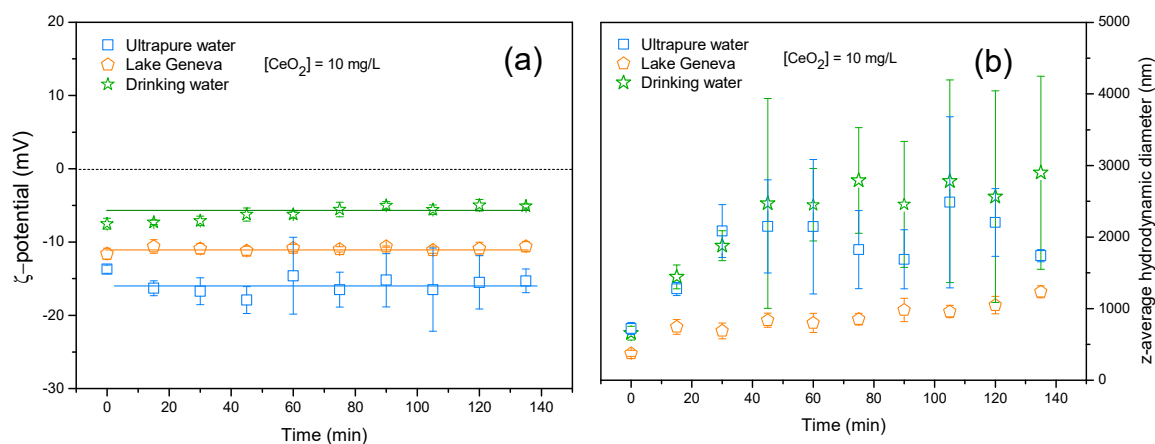 20
10
0
-10
-20
-30
ζ-potential (mV)
Ultrapure water
Lake Geneva
Drinking water
[CeO₂] = 10 mg/L
(a)
0 20 40 60 80 100 120 140
Time (min)
Ultrapure water
Lake Geneva
Drinking water
[CeO₂] = 10 mg/L
(b)
5000
4000
3000
2000
1000
0
z-average hydrodynamic diameter (nm)
0 20 40 60 80 100 120 140
Time (min)